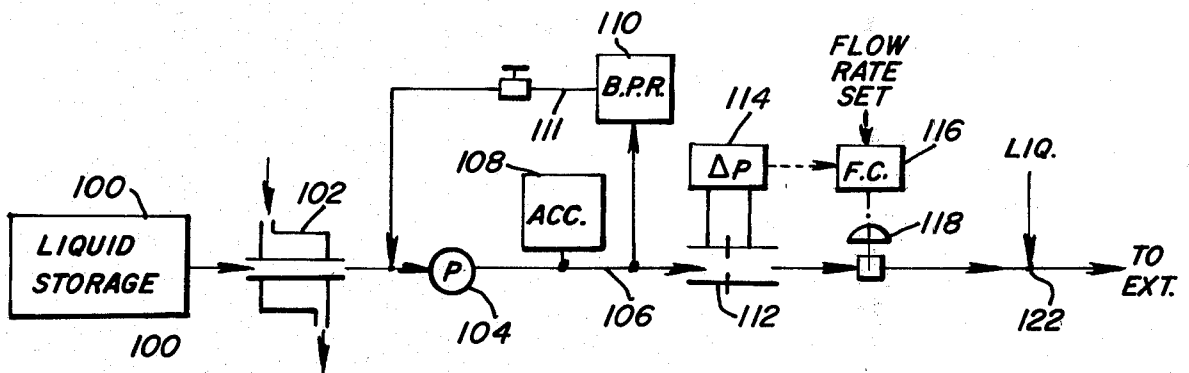 110
FLOW
RATE
SET
B.P.R.
111
114
116
108
ΔP
F.C.
LIQ.
100
102
ACC.
118
LIQUID
STORAGE
P
TO
EXT.
104
106
112
122
100